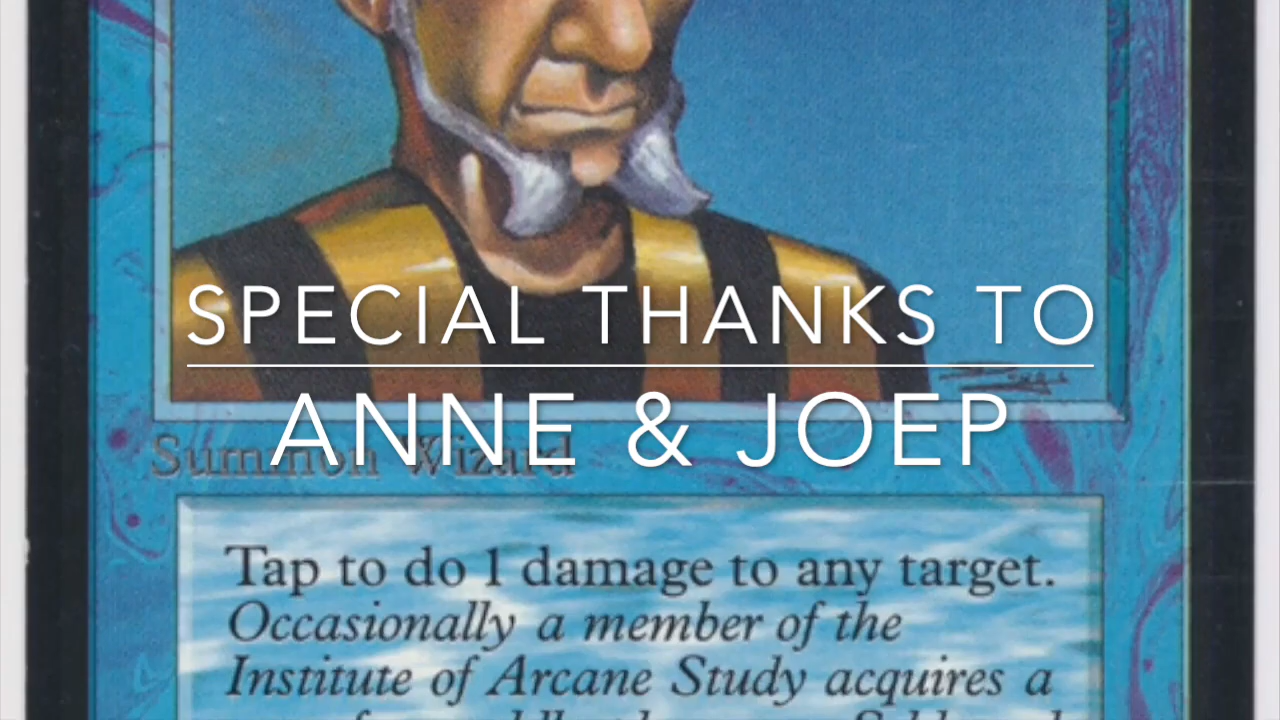 SPECIAL THANKS TO
ANNE & JOEP
Summon Wizard
Tap to do 1 damage to any target.
Occasionally a member of the
Institute of Arcane Study acquires a